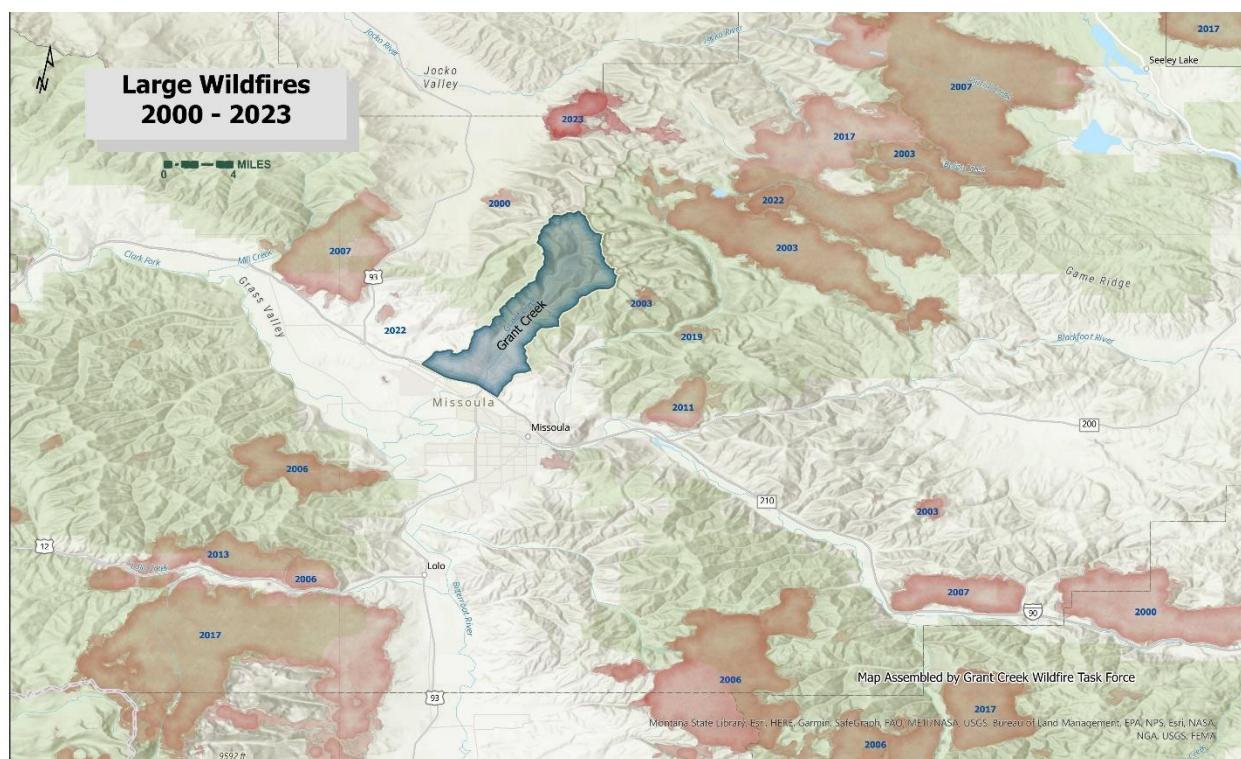 Large Wildfires
2000 - 2023
N
MILES
0 4
Jocko River
Jocko
Valley
Jocko River
2017
Seeley Lake
2007
2023
2017
2003
2022
2000
2003
2007
Clark Fork
Mill Creek
93
Grass Valley
Game Ridge
2003
2022
Grant Creek
2019
Blackfoot River
Missoula
2011
Missoula
200
2006
210
2003
12
2013
2006
Lolo
2007
2000
90
Bitterroot River
2017
2006
Map Assembled by Grant Creek Wildfire Task Force
93
2017
Montana State Library, Esri, HERE, Garmin, SafeGraph, FAO, METI/NASA, USGS, Bureau of Land Management, EPA, NPS, Esri, NASA,
NGA, USGS, FEMA
2006
9592 ft